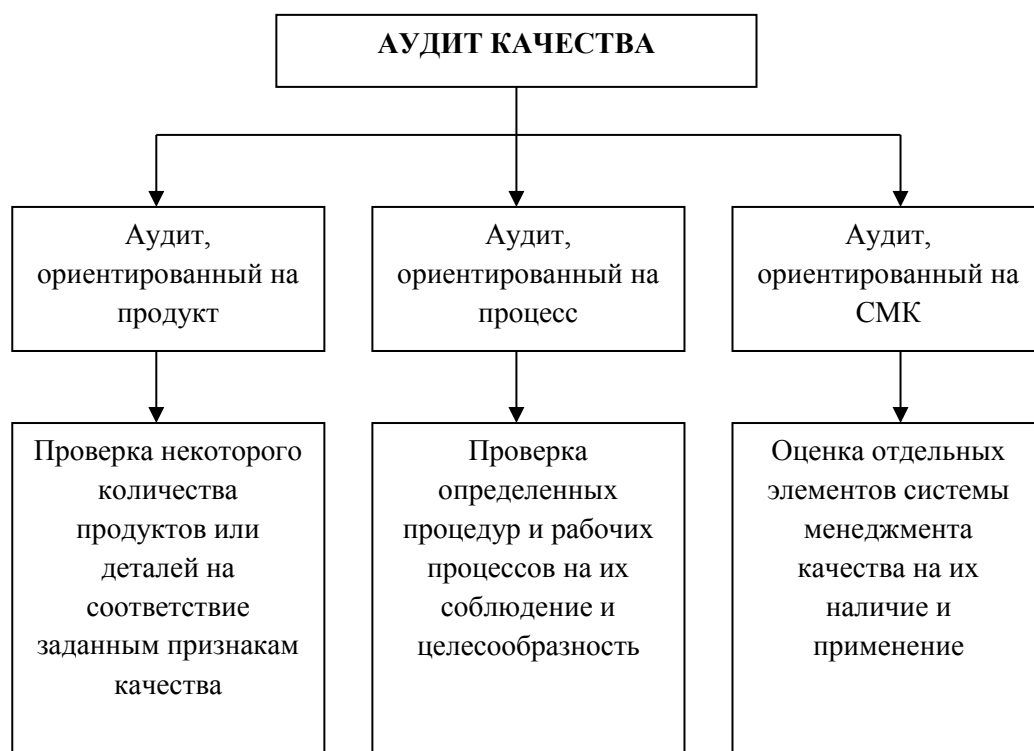 АУДИТ КАЧЕСТВА
Аудит,
ориентированный на
продукт
Аудит,
ориентированный на
процесс
Аудит,
ориентированный на
СМК
Проверка некоторого
количества
продуктов или
деталей на
соответствие
заданным признакам
качества
Проверка
определенных
процедур и рабочих
процессов на их
соблюдение и
целесообразность
Оценка отдельных
элементов системы
менеджмента
качества на их
наличие и
применение